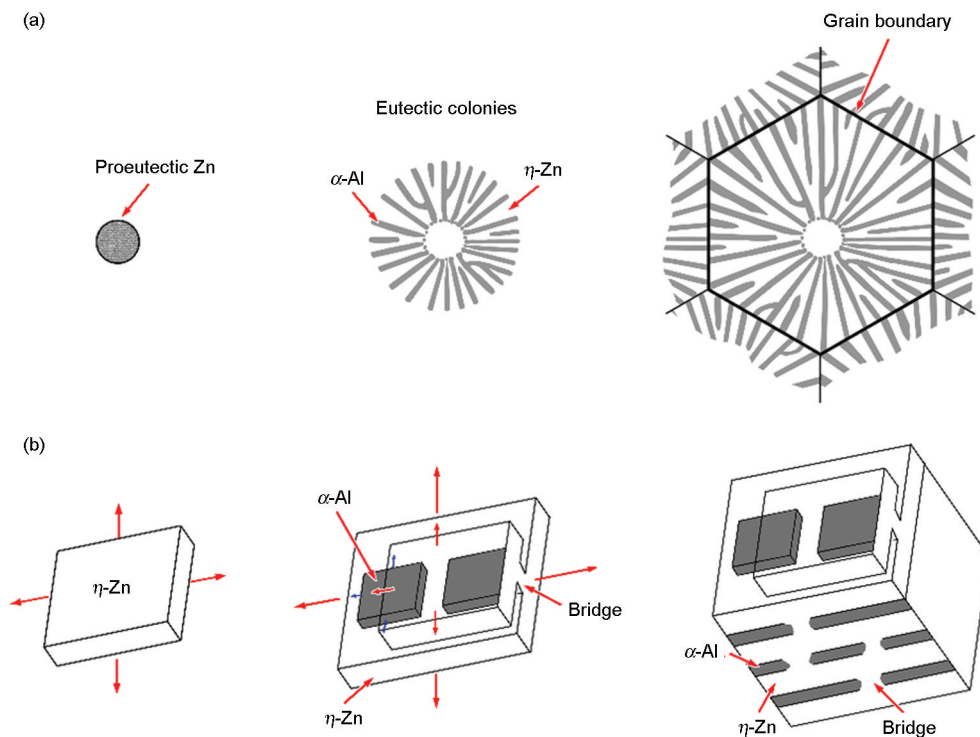 (a)
Grain boundary
Eutectic colonies
Proeutectic Zn
α-Al
η-Zn
(b)
α-Al
η-Zn
Bridge
η-Zn
α-Al
η-Zn
Bridge